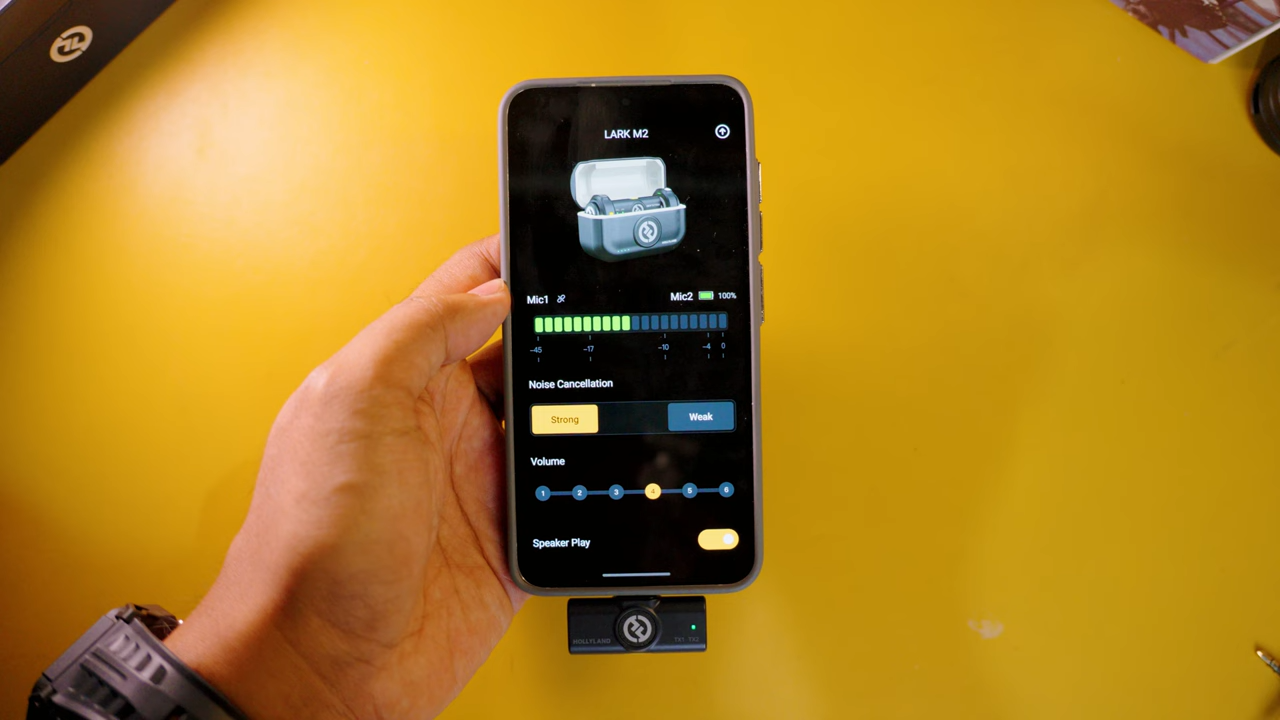 LARK M2
Mic1 Mic2 100%
-45 -17 -10 -4 0
Noise Cancellation
Strong Weak
Volume
1 2 3 4 5 6
Speaker Play
HOLLYLAND TX1 TX2